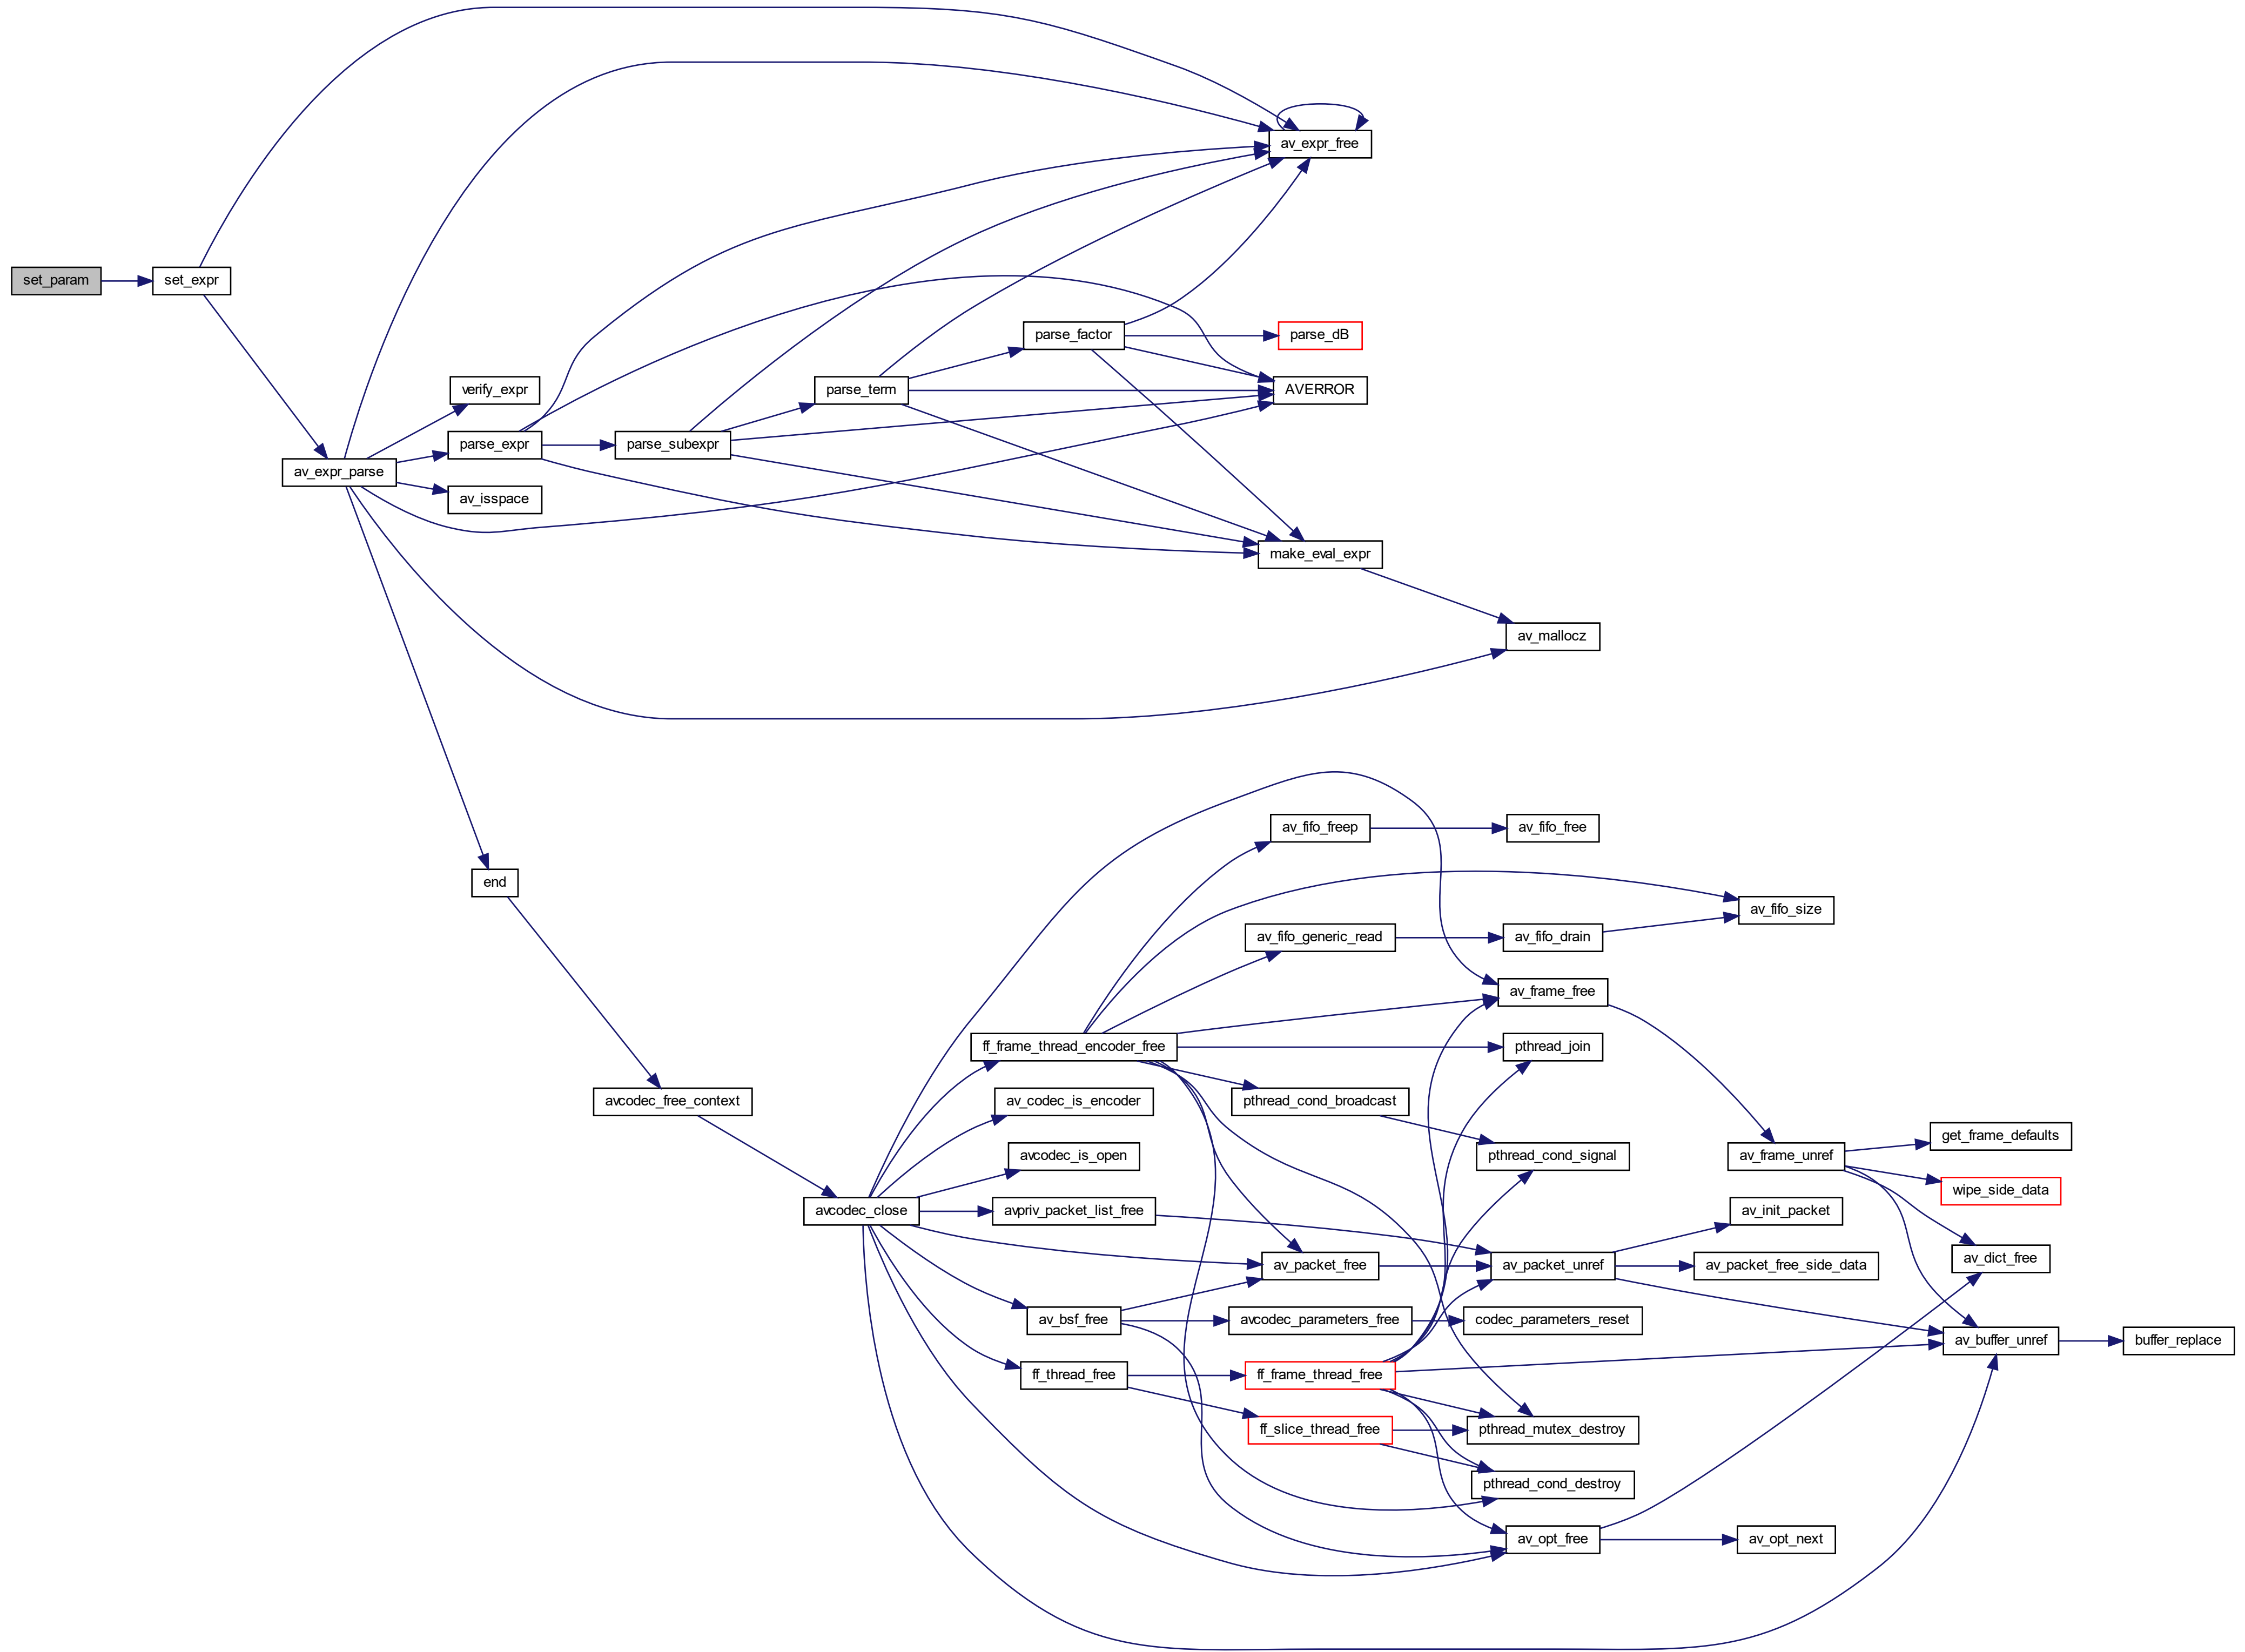 av_expr_free
set_param
set_expr
parse_factor
parse_dB
verify_expr
parse_term
AVERROR
parse_expr
parse_subexpr
av_expr_parse
av_isspace
make_eval_expr
av_mallocz
av_fifo_freep
av_fifo_free
end
av_fifo_size
av_fifo_generic_read
av_fifo_drain
av_frame_free
ff_frame_thread_encoder_free
pthread_join
avcodec_free_context
av_codec_is_encoder
pthread_cond_broadcast
get_frame_defaults
avcodec_is_open
pthread_cond_signal
av_frame_unref
wipe_side_data
avcodec_close
avpriv_packet_list_free
av_init_packet
av_dict_free
av_packet_free
av_packet_unref
av_packet_free_side_data
av_bsf_free
avcodec_parameters_free
codec_parameters_reset
av_buffer_unref
buffer_replace
ff_thread_free
ff_frame_thread_free
ff_slice_thread_free
pthread_mutex_destroy
pthread_cond_destroy
av_opt_free
av_opt_next